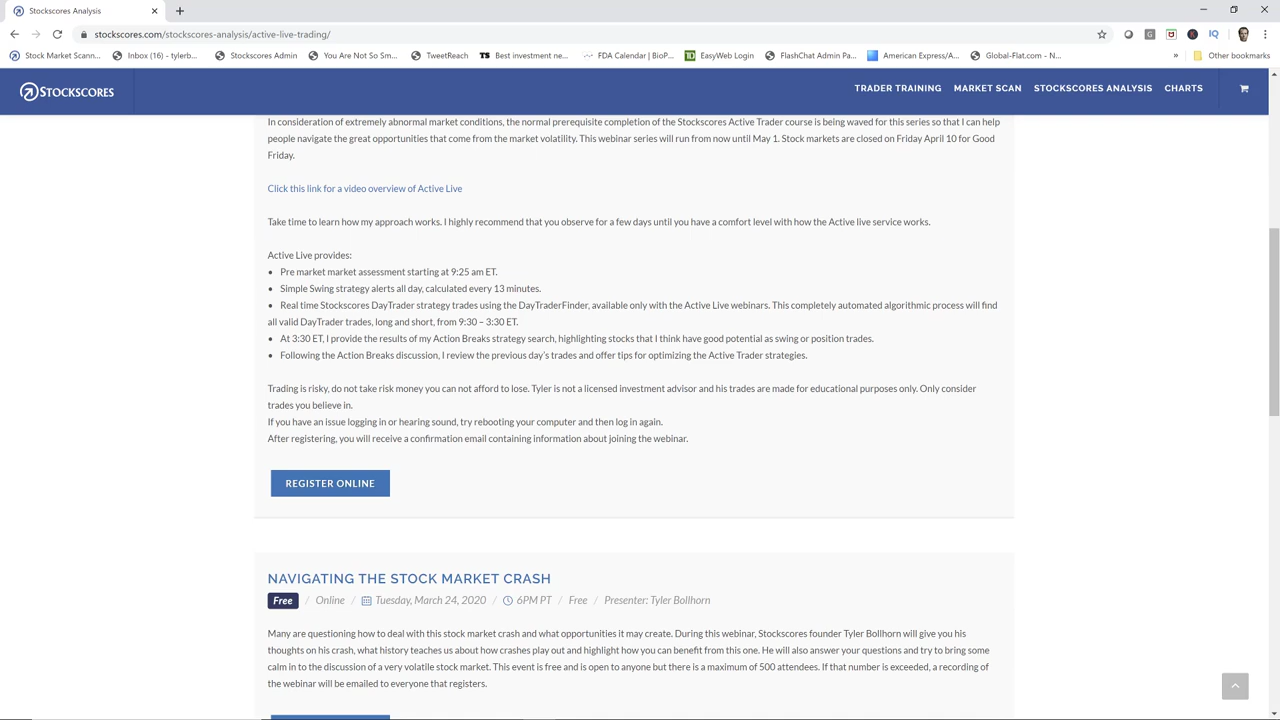 Stockscores Analysis
stockscores.com/stockscores-analysis/active-live-trading/
Stock Market Scann... Inbox (16) - tylerb... Stockscores Admin You Are Not So Sm... TweetReach TS Best investment ne... FDA Calendar | BioP... TD EasyWeb Login FlashChat Admin Pa... American Express/A... Global-Flat.com – N... » Other bookmarks
STOCKSCORES TRADER TRAINING MARKET SCAN STOCKSCORES ANALYSIS CHARTS
In consideration of extremely abnormal market conditions, the normal prerequisite completion of the Stockscores Active Trader course is being waved for this series so that I can help
people navigate the great opportunities that come from the market volatility. This webinar series will run from now until May 1. Stock markets are closed on Friday April 10 for Good
Friday.
Click this link for a video overview of Active Live
Take time to learn how my approach works. I highly recommend that you observe for a few days until you have a comfort level with how the Active live service works.
Active Live provides:
• Pre market market assessment starting at 9:25 am ET.
• Simple Swing strategy alerts all day, calculated every 13 minutes.
• Real time Stockscores DayTrader strategy trades using the DayTraderFinder, available only with the Active Live webinars. This completely automated algorithmic process will find
all valid DayTrader trades, long and short, from 9:30 – 3:30 ET.
• At 3:30 ET, I provide the results of my Action Breaks strategy search, highlighting stocks that I think have good potential as swing or position trades.
• Following the Action Breaks discussion, I review the previous day's trades and offer tips for optimizing the Active Trader strategies.
Trading is risky, do not take risk money you can not afford to lose. Tyler is not a licensed investment advisor and his trades are made for educational purposes only. Only consider
trades you believe in.
If you have an issue logging in or hearing sound, try rebooting your computer and then log in again.
After registering, you will receive a confirmation email containing information about joining the webinar.
REGISTER ONLINE
NAVIGATING THE STOCK MARKET CRASH
Free / Online / Tuesday, March 24, 2020 / 6PM PT / Free / Presenter: Tyler Bollhorn
Many are questioning how to deal with this stock market crash and what opportunities it may create. During this webinar, Stockscores founder Tyler Bollhorn will give you his
thoughts on his crash, what history teaches us about how crashes play out and highlight how you can benefit from this one. He will also answer your questions and try to bring some
calm in to the discussion of a very volatile stock market. This event is free and is open to anyone but there is a maximum of 500 attendees. If that number is exceeded, a recording of
the webinar will be emailed to everyone that registers.